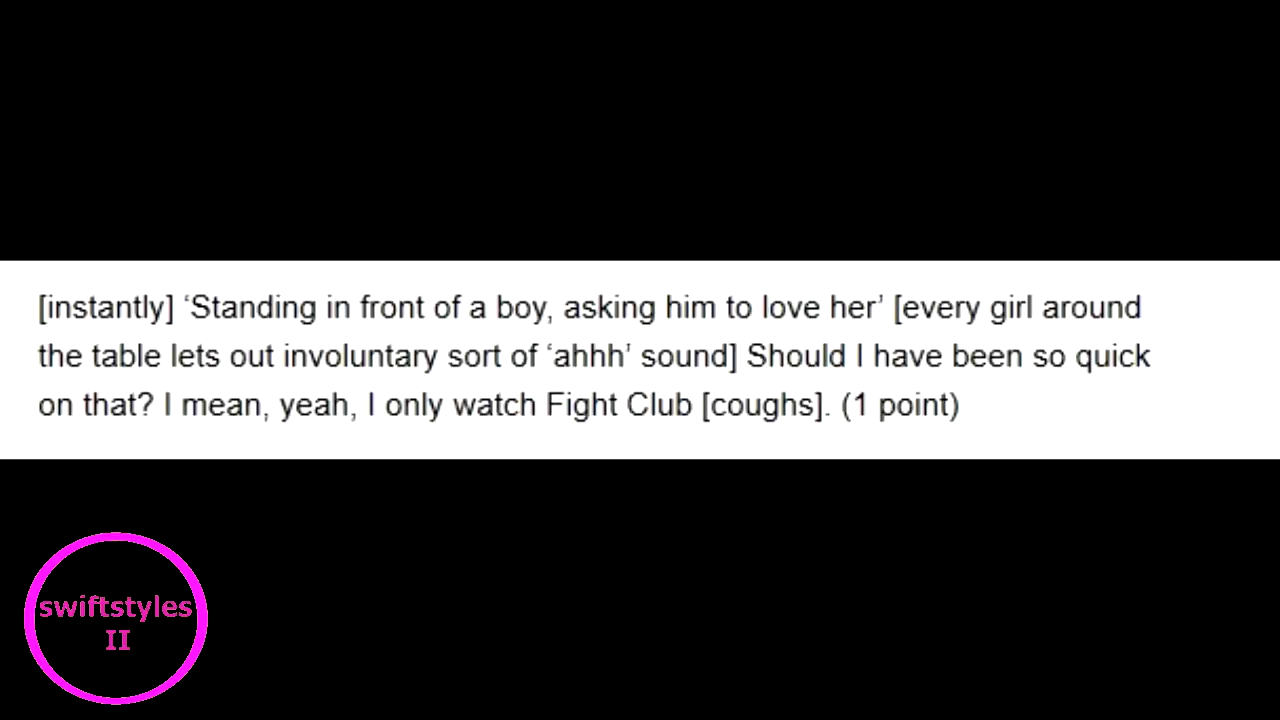 [instantly] ‘Standing in front of a boy, asking him to love her’ [every girl around
the table lets out involuntary sort of ‘ahhh’ sound] Should I have been so quick
on that? I mean, yeah, I only watch Fight Club [coughs]. (1 point)
swiftstyles
II